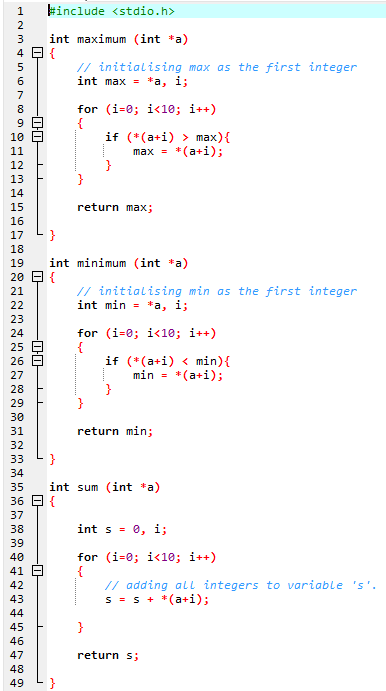 1 #include <stdio.h>
2
3 int maximum (int *a)
4 {
5 // initialising max as the first integer
6 int max = *a, i;
7
8 for (i=0; i<10; i++)
9 {
10 if (*(a+i) > max){
11 max = *(a+i);
12 }
13 }
14
15 return max;
16
17 }
18
19 int minimum (int *a)
20 {
21 // initialising min as the first integer
22 int min = *a, i;
23
24 for (i=0; i<10; i++)
25 {
26 if (*(a+i) < min){
27 min = *(a+i);
28 }
29 }
30
31 return min;
32
33 }
34
35 int sum (int *a)
36 {
37
38 int s = 0, i;
39
40 for (i=0; i<10; i++)
41 {
42 // adding all integers to variable 's'.
43 s = s + *(a+i);
44
45 }
46
47 return s;
48
49 }